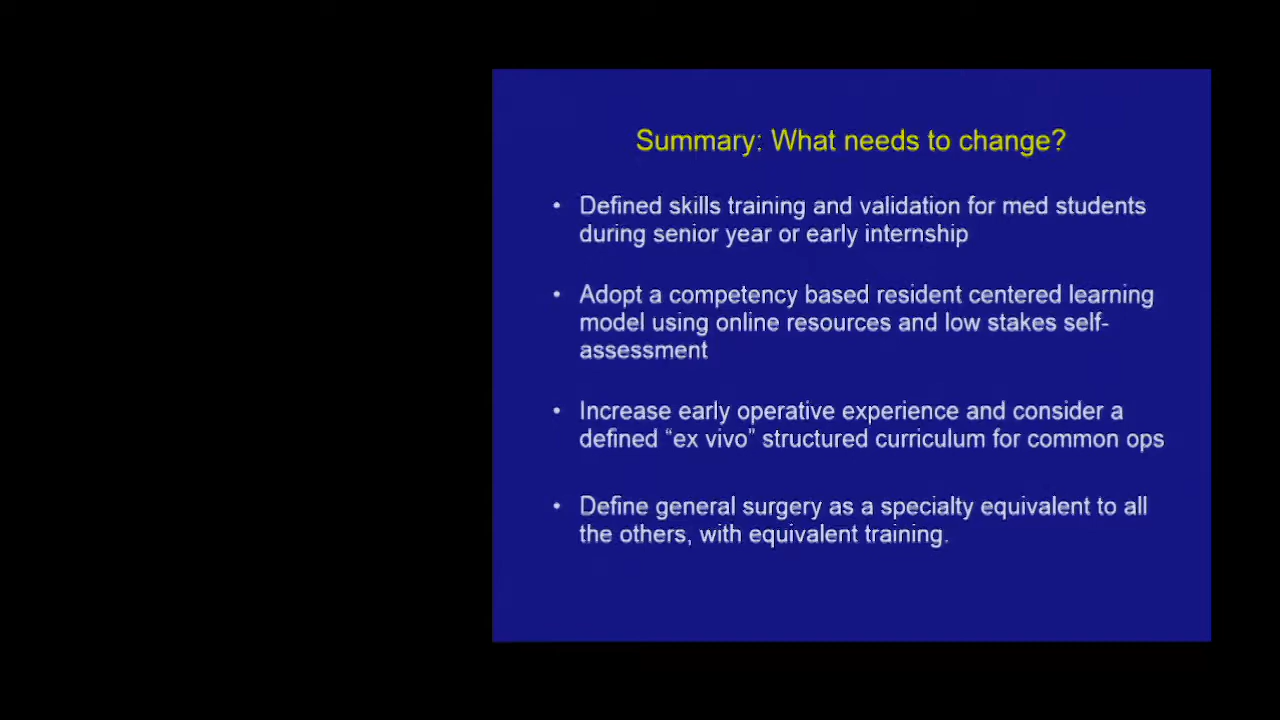 Summary: What needs to change?
• Defined skills training and validation for med students
during senior year or early internship
• Adopt a competency based resident centered learning
model using online resources and low stakes self-
assessment
• Increase early operative experience and consider a
defined “ex vivo” structured curriculum for common ops
• Define general surgery as a specialty equivalent to all
the others, with equivalent training.